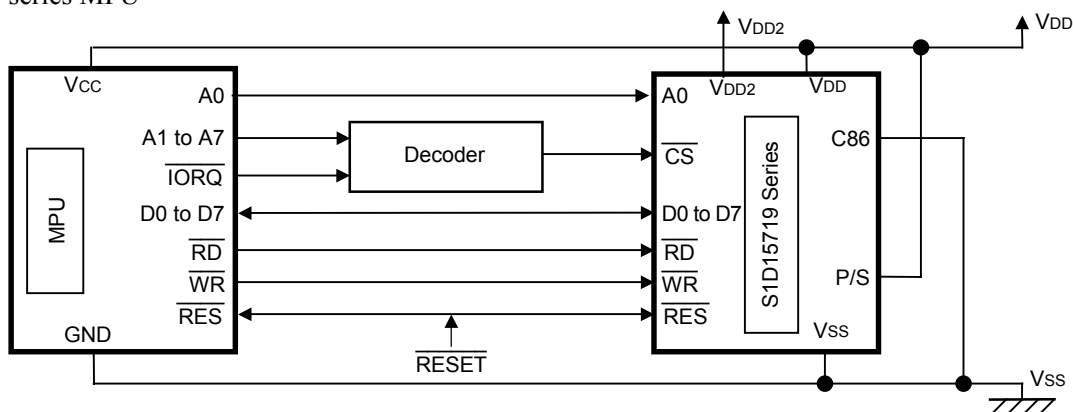 series MPU
VDD2
VDD
VCC
VDD2
VDD
A0
A0
A1 to A7
Decoder
C86
IORQ
CS
MPU
S1D15719 Series
D0 to D7
D0 to D7
RD
RD
P/S
WR
WR
RES
RES
GND
VSS
RESET
VSS